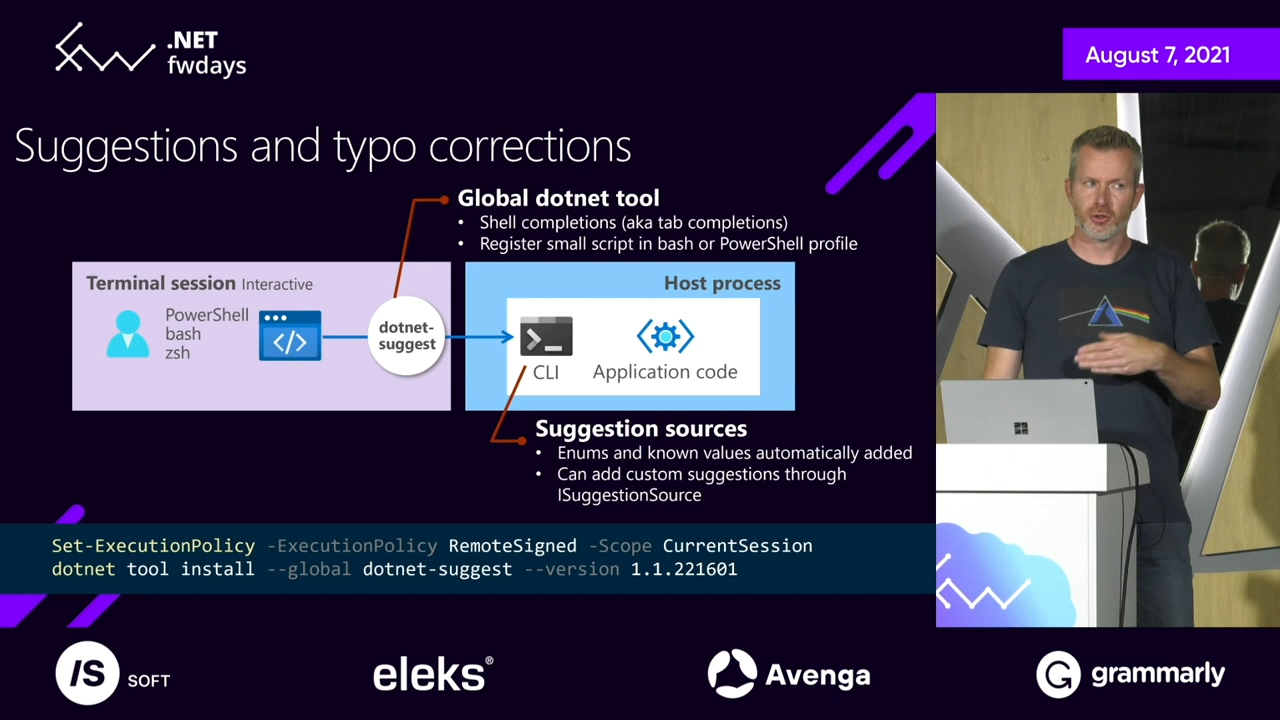 .NET
fwdays
August 7, 2021
Suggestions and typo corrections
Global dotnet tool
• Shell completions (aka tab completions)
• Register small script in bash or PowerShell profile
Terminal session Interactive
PowerShell
bash
zsh
dotnet-
suggest
Host process
CLI
Application code
Suggestion sources
• Enums and known values automatically added
• Can add custom suggestions through
ISuggestionSource
Set-ExecutionPolicy -ExecutionPolicy RemoteSigned -Scope CurrentSession
dotnet tool install --global dotnet-suggest --version 1.1.221601
IS SOFT
eleks®
Avenga
grammarly